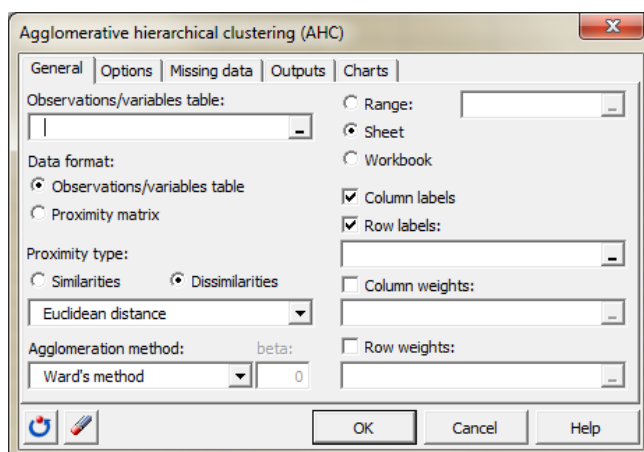 Agglomerative hierarchical clustering (AHC)
General Options Missing data Outputs Charts
Observations/variables table:
Data format:
Observations/variables table
Proximity matrix
Proximity type:
Similarities Dissimilarities
Euclidean distance
Agglomeration method: beta:
Ward's method 0
Range:
Sheet
Workbook
Column labels
Row labels:
Column weights:
Row weights:
OK Cancel Help